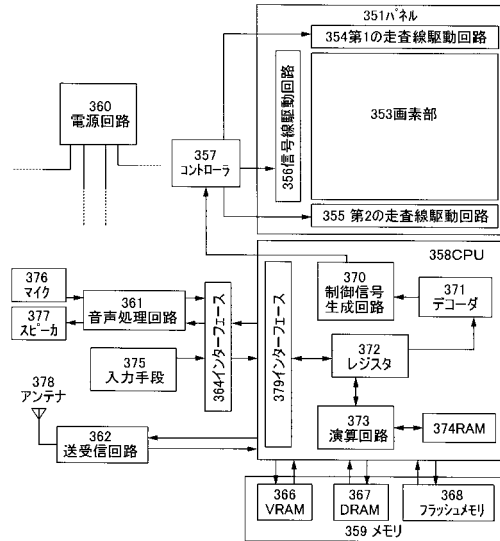 351パネル
354第1の走査線駆動回路
360
電源回路
353画素部
356信号線駆動回路
357
コントローラ
355 第2の走査線駆動回路
358CPU
376
マイク
377
スピーカ
361
音声処理回路
375
入力手段
378
アンテナ
362
送受信回路
364インターフェース
379インターフェース
370
制御信号
生成回路
371
デコーダ
372
レジスタ
373
演算回路
374RAM
366
VRAM
367
DRAM
368
フラッシュメモリ
359 メモリ